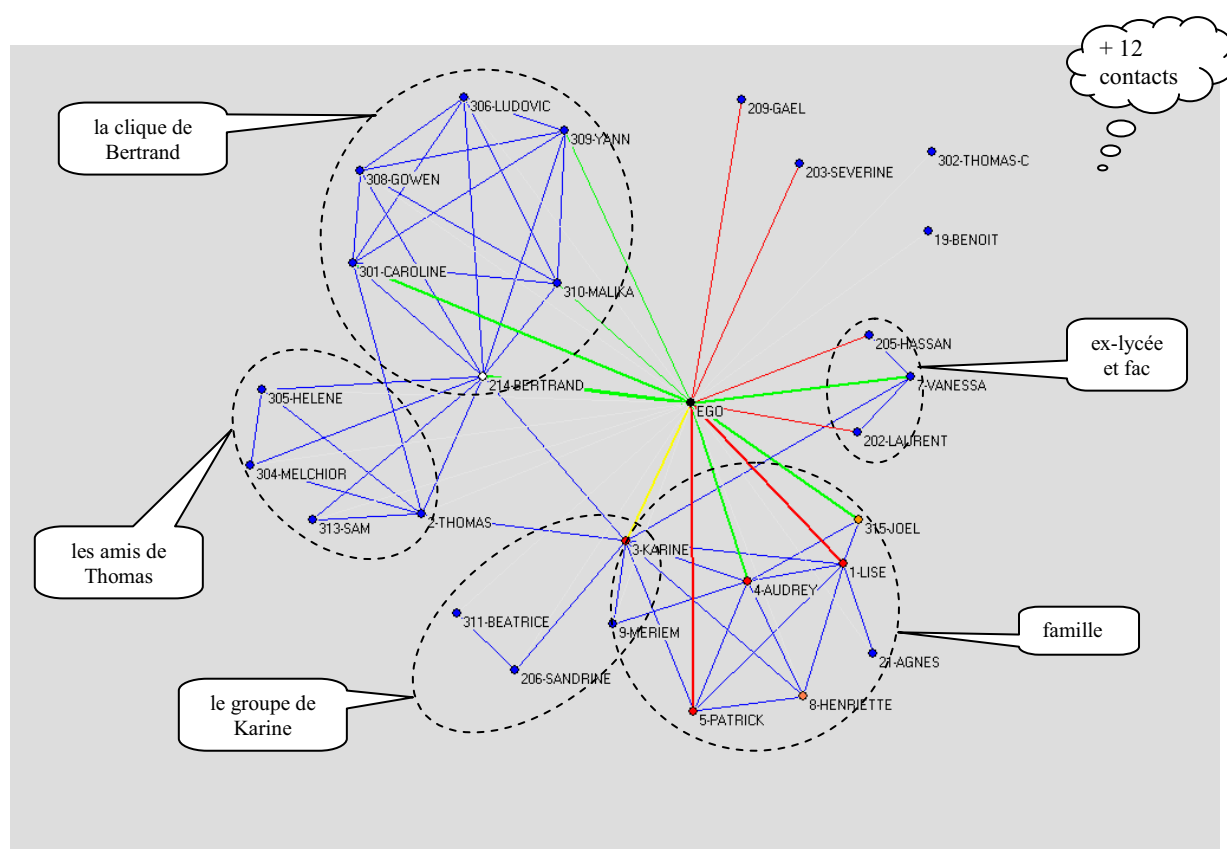 + 12
contacts
la clique de
Bertrand
306-LUDOVIC
309-YANN
209-GAEL
308-GOWEN
203-SEVERINE
302-THOMAS-C
19-BENOIT
301-CAROLINE
310-MALIKA
205-HASSAN
ex-lycée
et fac
7-VANESSA
214-BERTRAND
305-HELENE
EGO
202-LAURENT
304-MELCHIOR
313-SAM
2-THOMAS
315-JOEL
les amis de
Thomas
3-KARINE
1-LISE
4-AUDREY
311-BEATRICE
9-MERIEM
famille
21-AGNES
206-SANDRINE
le groupe de
Karine
8-HENRIETTE
5-PATRICK